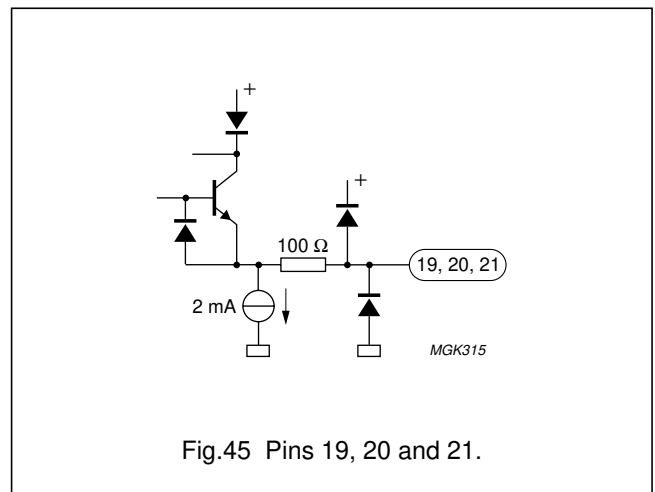 +
+
100 Ω
19, 20, 21
2 mA
MGK315
Fig.45 Pins 19, 20 and 21.